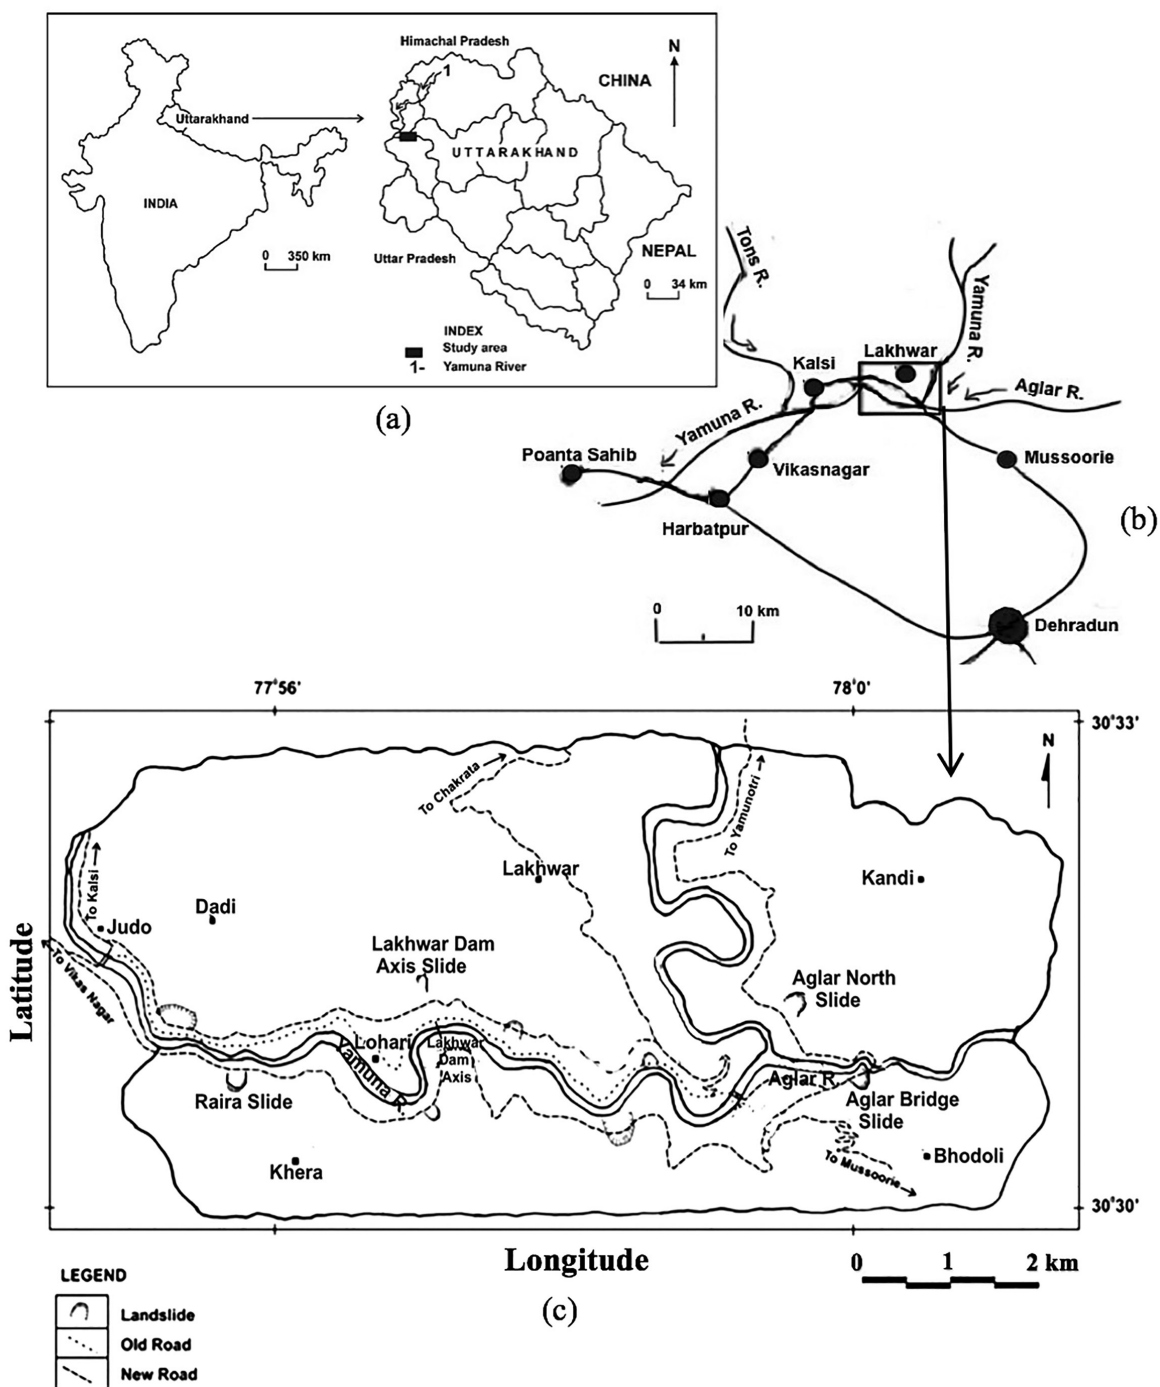 Himachal Pradesh
N
1
CHINA
Uttarakhand
UTTARAKHAND
INDIA
NEPAL
Uttar Pradesh
0 350 km
0 34 km
INDEX
Study area
1- Yamuna River
(a)
Tons R.
Yamuna R.
Lakhwar
Kalsi
Aglar R.
Yamuna R.
Poanta Sahib
Vikasnagar
Mussoorie
Harbatpur
(b)
0 10 km
Dehradun
77°56'
78°0'
30°33'
N
To Chakrata
To Yamunotri
To Kalsi
Lakhwar
Kandi
Dadi
Judo
Lakhwar Dam
Axis Slide
To Vikas Nagar
Aglar North
Slide
Latitude
Lohari
Lakhwar
Dam
Axis
Yamuna R
Aglar R.
Raira Slide
Aglar Bridge
Slide
Khera
To Mussoorie
Bhodoli
30°30'
Longitude
0 1 2 km
LEGEND
(c)
Landslide
Old Road
New Road